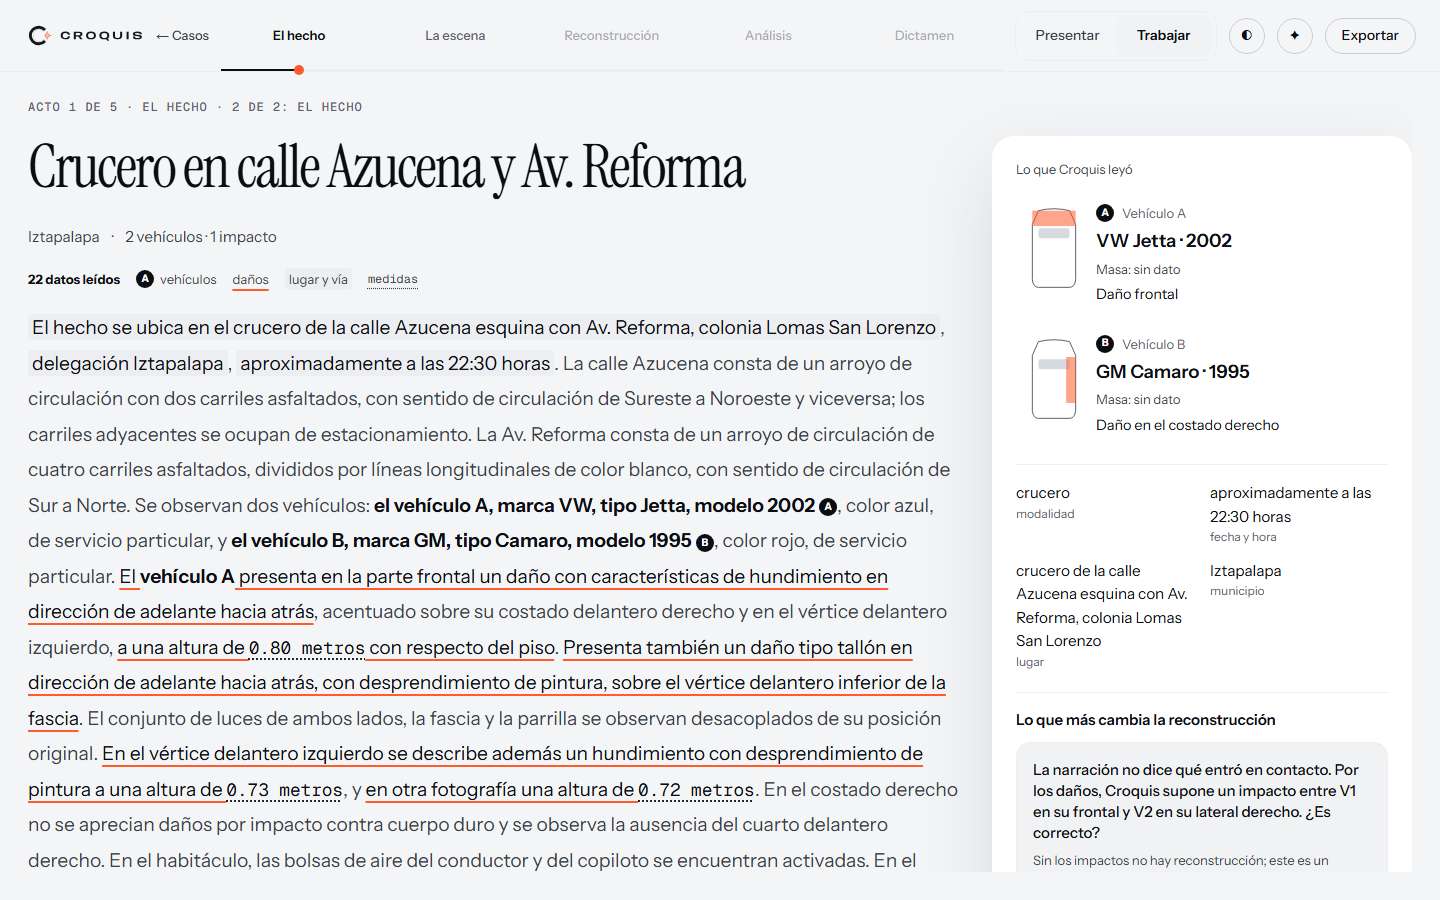 CROQUIS
← Casos
El hecho
La escena
Reconstrucción
Análisis
Dictamen
Presentar
Trabajar
Exportar
ACTO 1 DE 5 · EL HECHO · 2 DE 2: EL HECHO
Crucero en calle Azucena y Av. Reforma
Iztapalapa · 2 vehículos · 1 impacto
22 datos leídos A vehículos daños lugar y vía medidas
El hecho se ubica en el crucero de la calle Azucena esquina con Av. Reforma, colonia Lomas San Lorenzo ,
delegación Iztapalapa , aproximadamente a las 22:30 horas . La calle Azucena consta de un arroyo de
circulación con dos carriles asfaltados, con sentido de circulación de Sureste a Noroeste y viceversa; los
carriles adyacentes se ocupan de estacionamiento. La Av. Reforma consta de un arroyo de circulación de
cuatro carriles asfaltados, divididos por líneas longitudinales de color blanco, con sentido de circulación de
Sur a Norte. Se observan dos vehículos: el vehículo A, marca VW, tipo Jetta, modelo 2002 A, color azul,
de servicio particular, y el vehículo B, marca GM, tipo Camaro, modelo 1995 B, color rojo, de servicio
particular. El vehículo A presenta en la parte frontal un daño con características de hundimiento en
dirección de adelante hacia atrás, acentuado sobre su costado delantero derecho y en el vértice delantero
izquierdo, a una altura de 0.80 metros con respecto del piso. Presenta también un daño tipo tallón en
dirección de adelante hacia atrás, con desprendimiento de pintura, sobre el vértice delantero inferior de la
fascia. El conjunto de luces de ambos lados, la fascia y la parrilla se observan desacoplados de su posición
original. En el vértice delantero izquierdo se describe además un hundimiento con desprendimiento de
pintura a una altura de 0.73 metros, y en otra fotografía una altura de 0.72 metros. En el costado derecho
no se aprecian daños por impacto contra cuerpo duro y se observa la ausencia del cuarto delantero
derecho. En el habitáculo, las bolsas de aire del conductor y del copiloto se encuentran activadas. En el
Lo que Croquis leyó
A Vehículo A
VW Jetta · 2002
Masa: sin dato
Daño frontal
B Vehículo B
GM Camaro · 1995
Masa: sin dato
Daño en el costado derecho
crucero
modalidad
aproximadamente a las
22:30 horas
fecha y hora
crucero de la calle
Azucena esquina con Av.
Reforma, colonia Lomas
San Lorenzo
lugar
Iztapalapa
municipio
Lo que más cambia la reconstrucción
La narración no dice qué entró en contacto. Por
los daños, Croquis supone un impacto entre V1
en su frontal y V2 en su lateral derecho. ¿Es
correcto?
Sin los impactos no hay reconstrucción; este es un